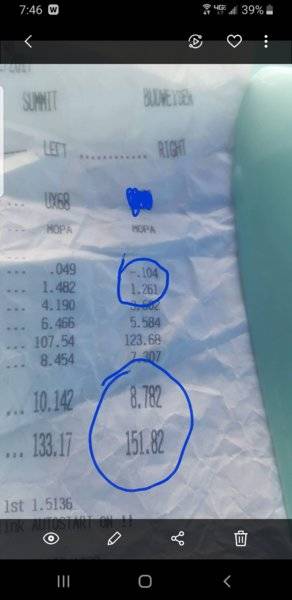 7:46 W 39%
SUMMIT BUDWEISER
LEFT ........... RIGHT
... UX68
... MOPA MOPA
... .049 -.104
... 1.482 1.261
... 4.190
... 6.466 5.584
... 107.54 123.68
... 8.454 7.207
... 10.142 8.782
... 133.17 151.82
1st 1.5136
AUTOSTART ON !!